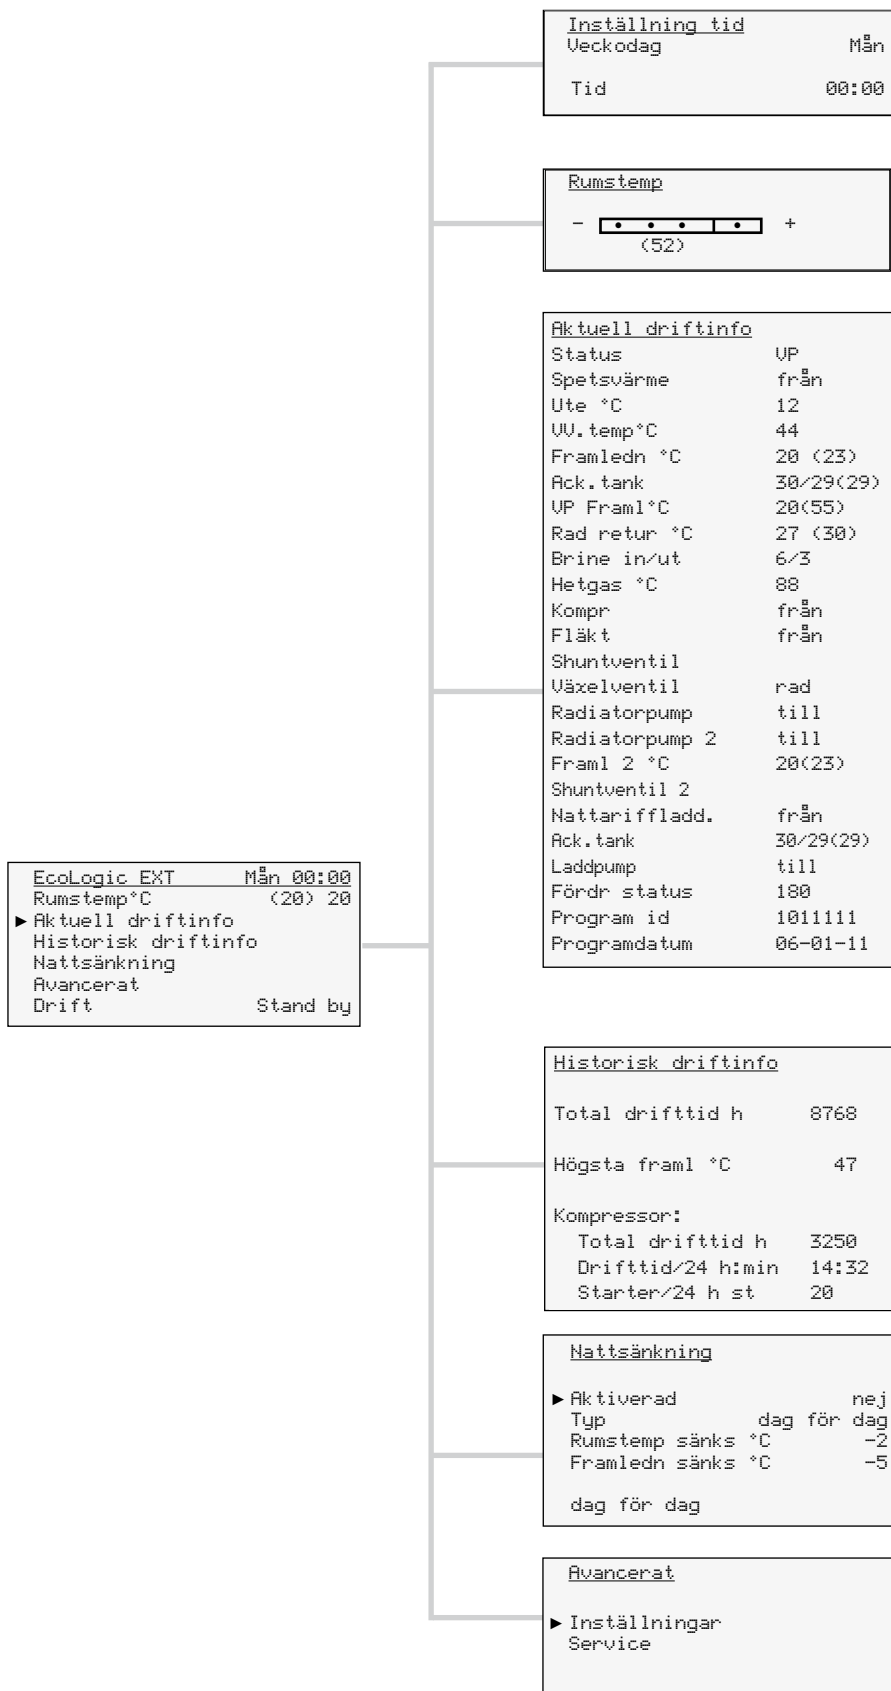 EcoLogic EXT Mån 00:00
Rumstemp°C (20) 20
►Aktuell driftinfo
Historisk driftinfo
Nattsänkning
Avancerat
Drift Stand by
Inställning tid
Veckodag Mån
Tid 00:00
Rumstemp
- +
(52)
Aktuell driftinfo
Status VP
Spetsvärme från
Ute °C 12
VV.temp°C 44
Framledn °C 20 (23)
Ack.tank 30/29(29)
VP Framl°C 20(55)
Rad retur °C 27 (30)
Brine in/ut 6/3
Hetgas °C 88
Kompr från
Fläkt från
Shuntventil
Växelventil rad
Radiatorpump till
Radiatorpump 2 till
Framl 2 °C 20(23)
Shuntventil 2
Nattariffladd. från
Ack.tank 30/29(29)
Laddpump till
Fördr status 180
Program id 1011111
Programdatum 06-01-11
Historisk driftinfo
Total drifttid h 8768
Högsta framl °C 47
Kompressor:
Total drifttid h 3250
Drifttid/24 h:min 14:32
Starter/24 h st 20
Nattsänkning
►Aktiverad nej
Typ dag för dag
Rumstemp sänks °C -2
Framledn sänks °C -5
dag för dag
Avancerat
►Inställningar
Service